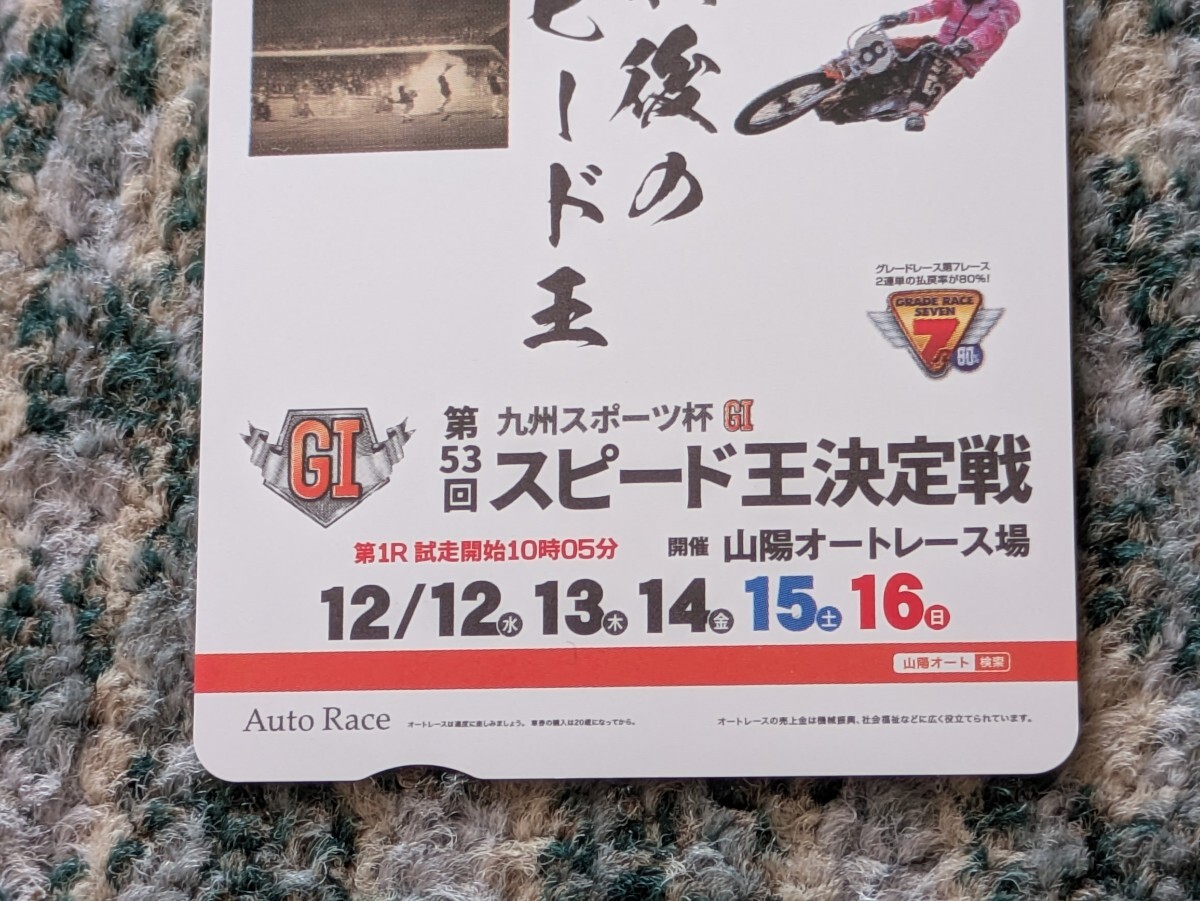 後の
ピード王
グレードレース第7レース
2連単の払戻率が80%!
GRADE RACE
SEVEN
7
80%
GI
第53回
九州スポーツ杯 GI
スピード王決定戦
第1R 試走開始10時05分
開催 山陽オートレース場
12/12水 13木 14金 15土 16日
山陽オート 検索
Auto Race
オートレースは適度に楽しみましょう。 車券の購入は20歳になってから。
オートレースの売上金は機械振興、社会福祉などに広く役立てられています。
8